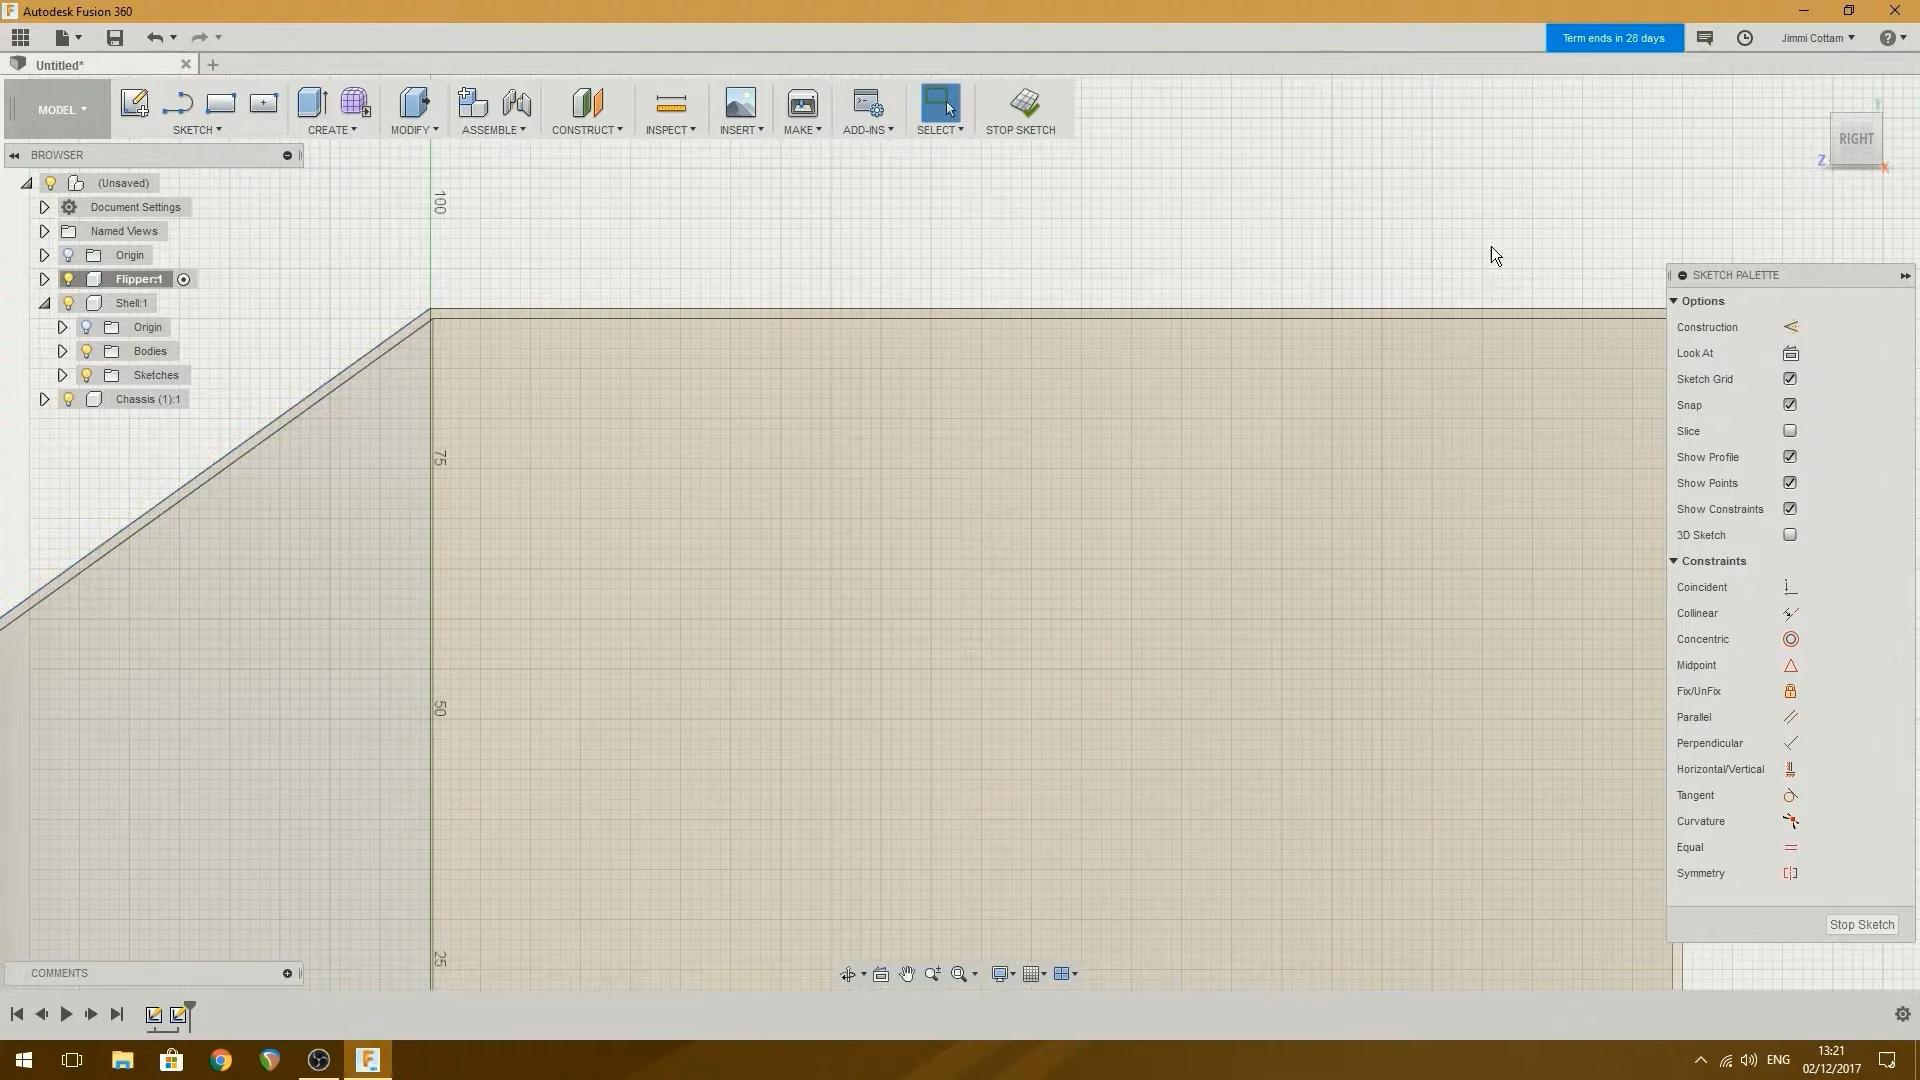 Autodesk Fusion 360
Term ends in 28 days
Jimmi Cottam
Untitled*
MODEL
SKETCH
CREATE
MODIFY
ASSEMBLE
CONSTRUCT
INSPECT
INSERT
MAKE
ADD-INS
SELECT
STOP SKETCH
BROWSER
(Unsaved)
Document Settings
Named Views
Origin
Flipper:1
Shell:1
Origin
Bodies
Sketches
Chassis (1):1
100
75
50
25
Y
RIGHT
Z
X
SKETCH PALETTE
Options
Construction
Look At
Sketch Grid
Snap
Slice
Show Profile
Show Points
Show Constraints
3D Sketch
Constraints
Coincident
Collinear
Concentric
Midpoint
Fix/UnFix
Parallel
Perpendicular
Horizontal/Vertical
Tangent
Curvature
Equal
Symmetry
Stop Sketch
COMMENTS
ENG
13:21
02/12/2017